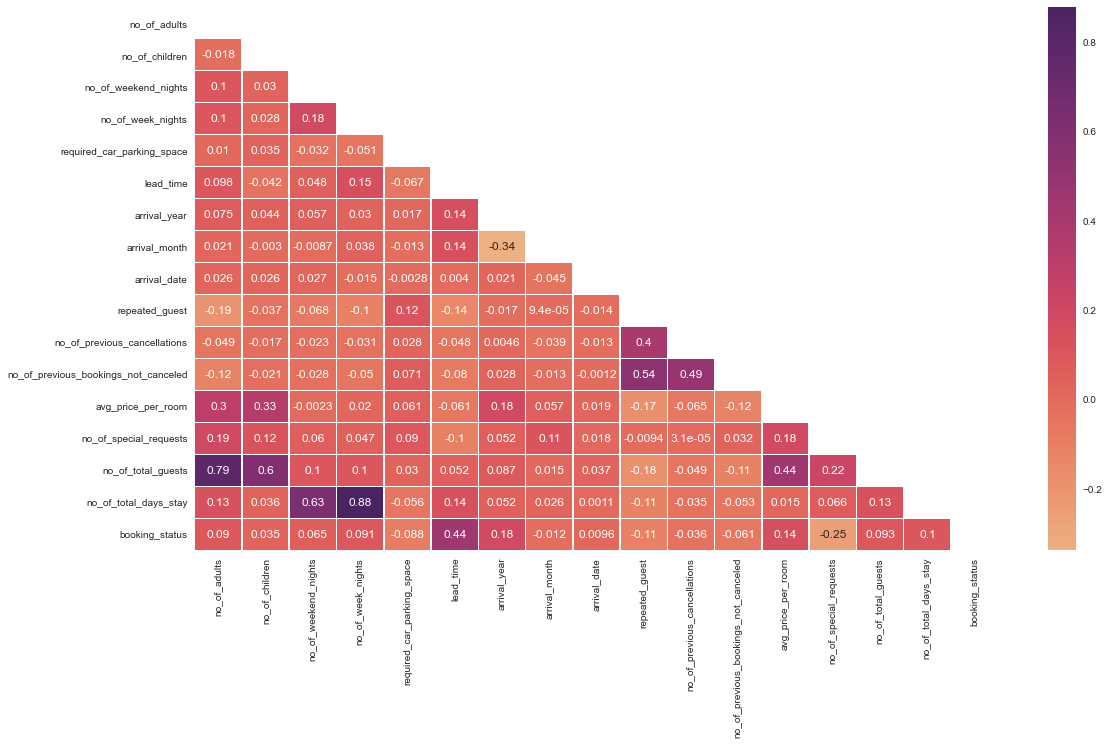 no_of_adults
no_of_children -0.018
no_of_weekend_nights 0.1 0.03
no_of_week_nights 0.1 0.028 0.18
required_car_parking_space 0.01 0.035 -0.032 -0.051
lead_time 0.098 -0.042 0.048 0.15 -0.067
arrival_year 0.075 0.044 0.057 0.03 0.017 0.14
arrival_month 0.021 -0.003 -0.0087 0.038 -0.013 0.14 -0.34
arrival_date 0.026 0.026 0.027 -0.015 -0.0028 0.004 0.021 -0.045
repeated_guest -0.19 -0.037 -0.068 -0.1 0.12 -0.14 -0.017 9.4e-05 -0.014
no_of_previous_cancellations -0.049 -0.017 -0.023 -0.031 0.028 -0.048 0.0046 -0.039 -0.013 0.4
no_of_previous_bookings_not_canceled -0.12 -0.021 -0.028 -0.05 0.071 -0.08 0.028 -0.013 -0.0012 0.54 0.49
avg_price_per_room 0.3 0.33 -0.0023 0.02 0.061 -0.061 0.18 0.057 0.019 -0.17 -0.065 -0.12
no_of_special_requests 0.19 0.12 0.06 0.047 0.09 -0.1 0.052 0.11 0.018 -0.0094 3.1e-05 0.032 0.18
no_of_total_guests 0.79 0.6 0.1 0.1 0.03 0.052 0.087 0.015 0.037 -0.18 -0.049 -0.11 0.44 0.22
no_of_total_days_stay 0.13 0.036 0.63 0.88 -0.056 0.14 0.052 0.026 0.0011 -0.11 -0.035 -0.053 0.015 0.066 0.13
booking_status 0.09 0.035 0.065 0.091 -0.088 0.44 0.18 -0.012 0.0096 -0.11 -0.036 -0.061 0.14 -0.25 0.093 0.1
no_of_adults
no_of_children
no_of_weekend_nights
no_of_week_nights
required_car_parking_space
lead_time
arrival_year
arrival_month
arrival_date
repeated_guest
no_of_previous_cancellations
no_of_previous_bookings_not_canceled
avg_price_per_room
no_of_special_requests
no_of_total_guests
no_of_total_days_stay
booking_status
0.8
0.6
0.4
0.2
0.0
−0.2